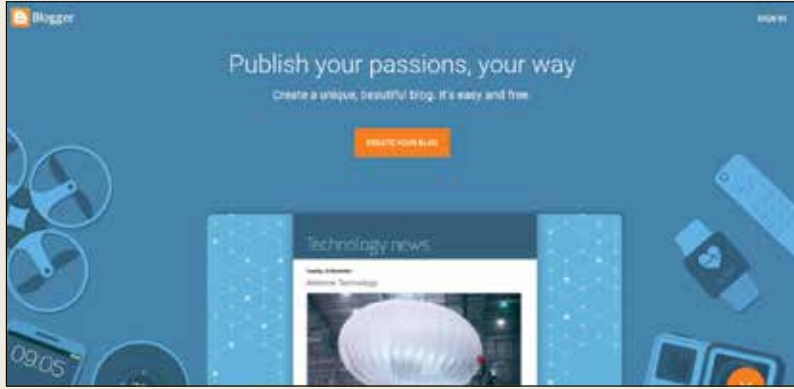 Blogger
SIGN IN
Publish your passions, your way
Create a unique, beautiful blog. It's easy and free.
CREATE YOUR BLOG
Technology news
Airborne Technology
09:05